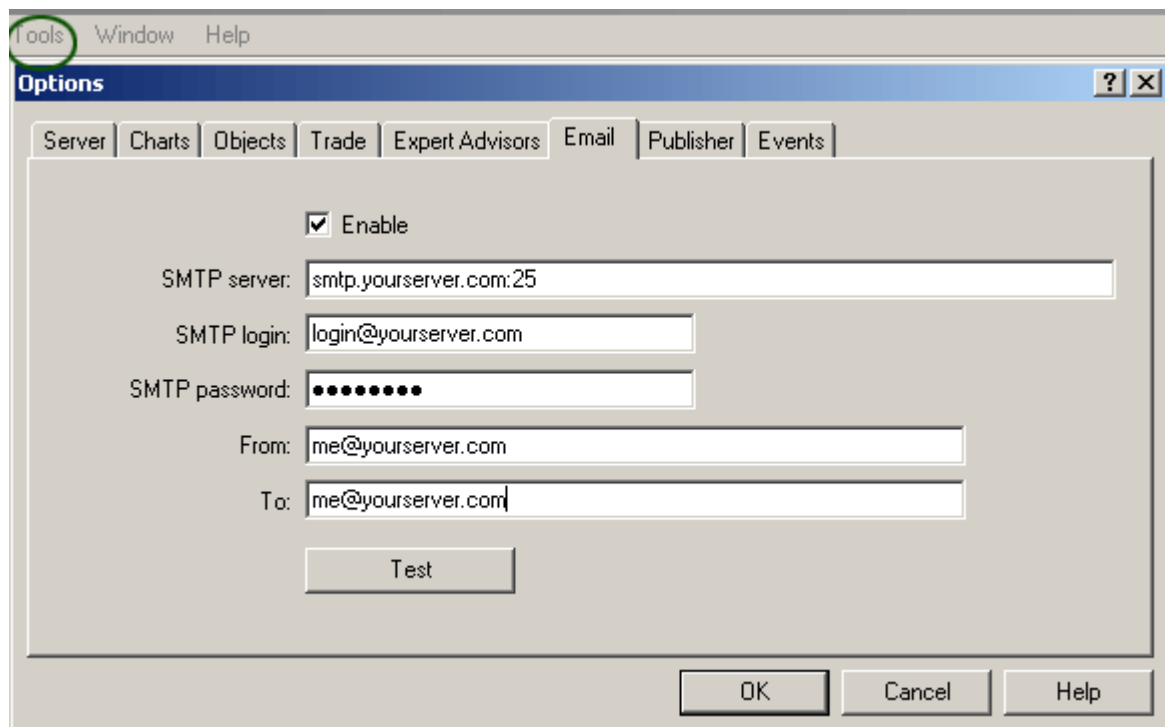 Tools Window Help
Options
Server Charts Objects Trade Expert Advisors Email Publisher Events
Enable
SMTP server: smtp.yourserver.com:25
SMTP login: login@yourserver.com
SMTP password: ●●●●●●●●
From: me@yourserver.com
To: me@yourserver.com
Test
OK Cancel Help